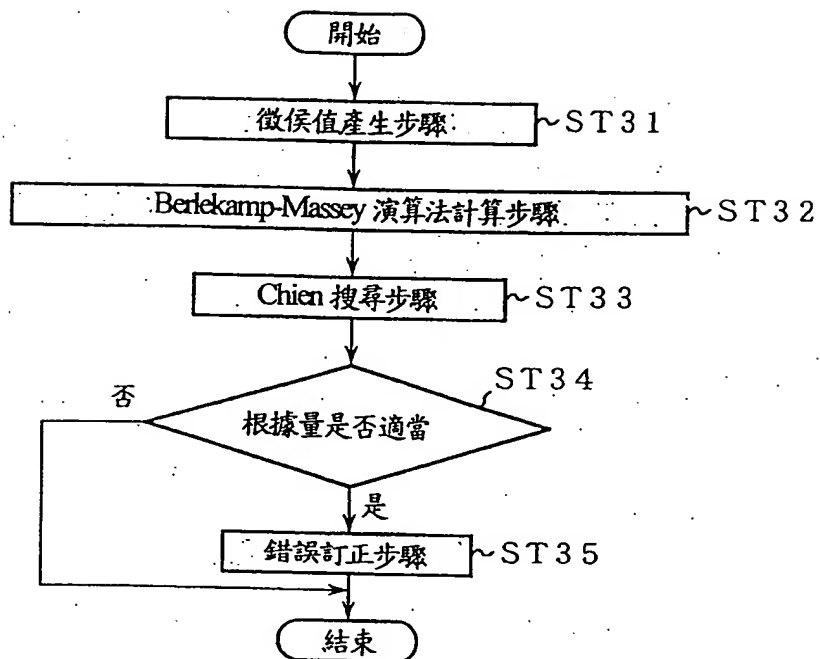 開始
徵侯值產生步驟 ~ST31
Berlekamp-Massey 演算法計算步驟 ~ST32
Chien 搜尋步驟 ~ST33
ST34
否
根據量是否適當
是
錯誤訂正步驟 ~ST35
結束